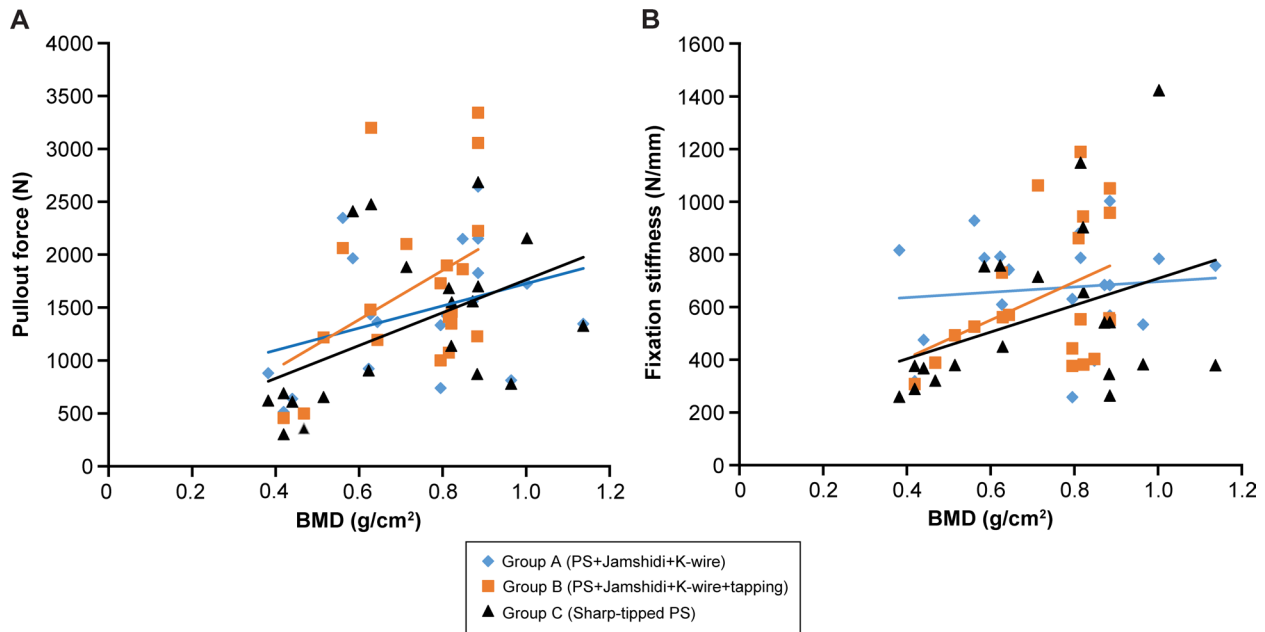 A
Pullout force (N)
4000
3500
3000
2500
2000
1500
1000
500
0
0 0.2 0.4 0.6 0.8 1.0 1.2
BMD (g/cm²)
B
Fixation stiffness (N/mm)
1600
1400
1200
1000
800
600
400
200
0
0 0.2 0.4 0.6 0.8 1.0 1.2
BMD (g/cm²)
Group A (PS+Jamshidi+K-wire)
Group B (PS+Jamshidi+K-wire+tapping)
Group C (Sharp-tipped PS)